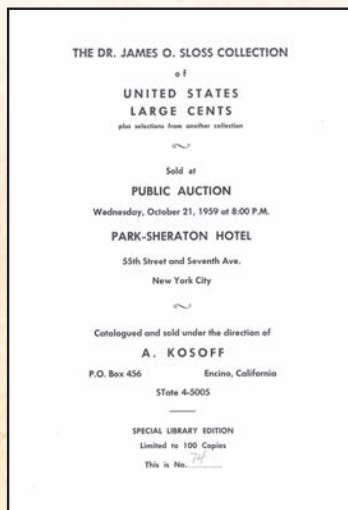 THE DR. JAMES O. SLOSS COLLECTION
of
UNITED STATES
LARGE CENTS
plus selections from another collection
Sold at
PUBLIC AUCTION
Wednesday, October 21, 1959 at 8:00 P.M.
PARK-SHERATON HOTEL
55th Street and Seventh Ave.
New York City
Catalogued and sold under the direction of
A. KOSOFF
P.O. Box 456 Encino, California
STate 4-5005
SPECIAL LIBRARY EDITION
Limited to 100 Copies
This is No. 74